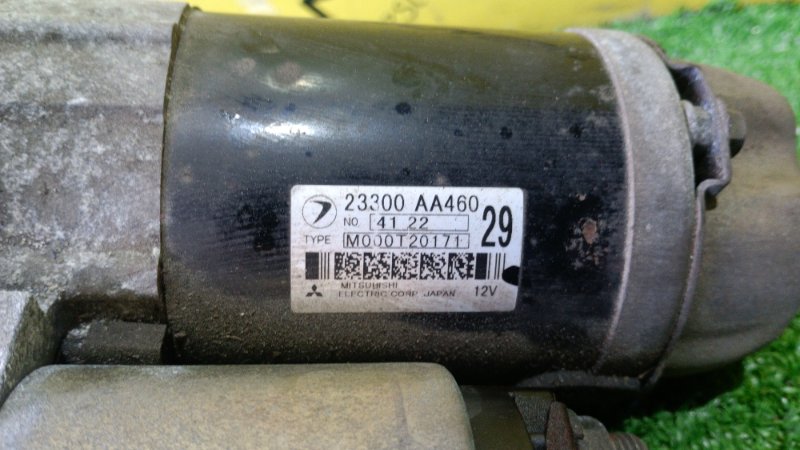 23300 AA460
NO. 41 22
TYPE M000T20171
29
MITSUBISHI
ELECTRIC CORP. JAPAN 12V